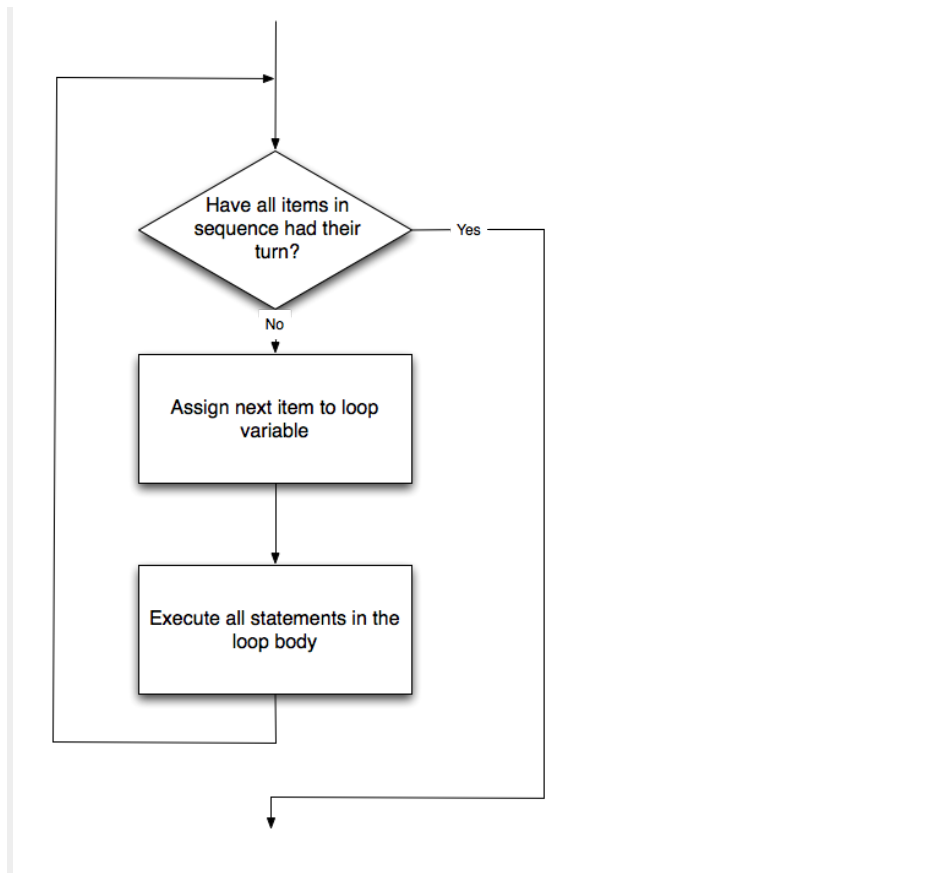 Have all items in
sequence had their
turn?
Yes
No
Assign next item to loop
variable
Execute all statements in the
loop body